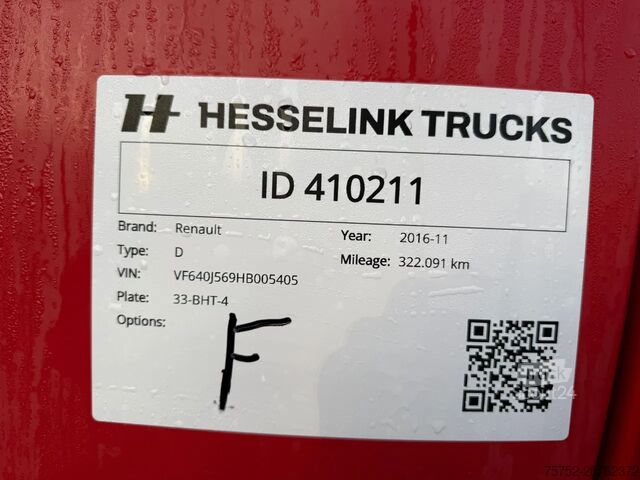 HESSELINK TRUCKS
ID 410211
Brand: Renault
Year: 2016-11
Type: D
Mileage: 322.091 km
VIN: VF640J569HB005405
Plate: 33-BHT-4
Options:
F